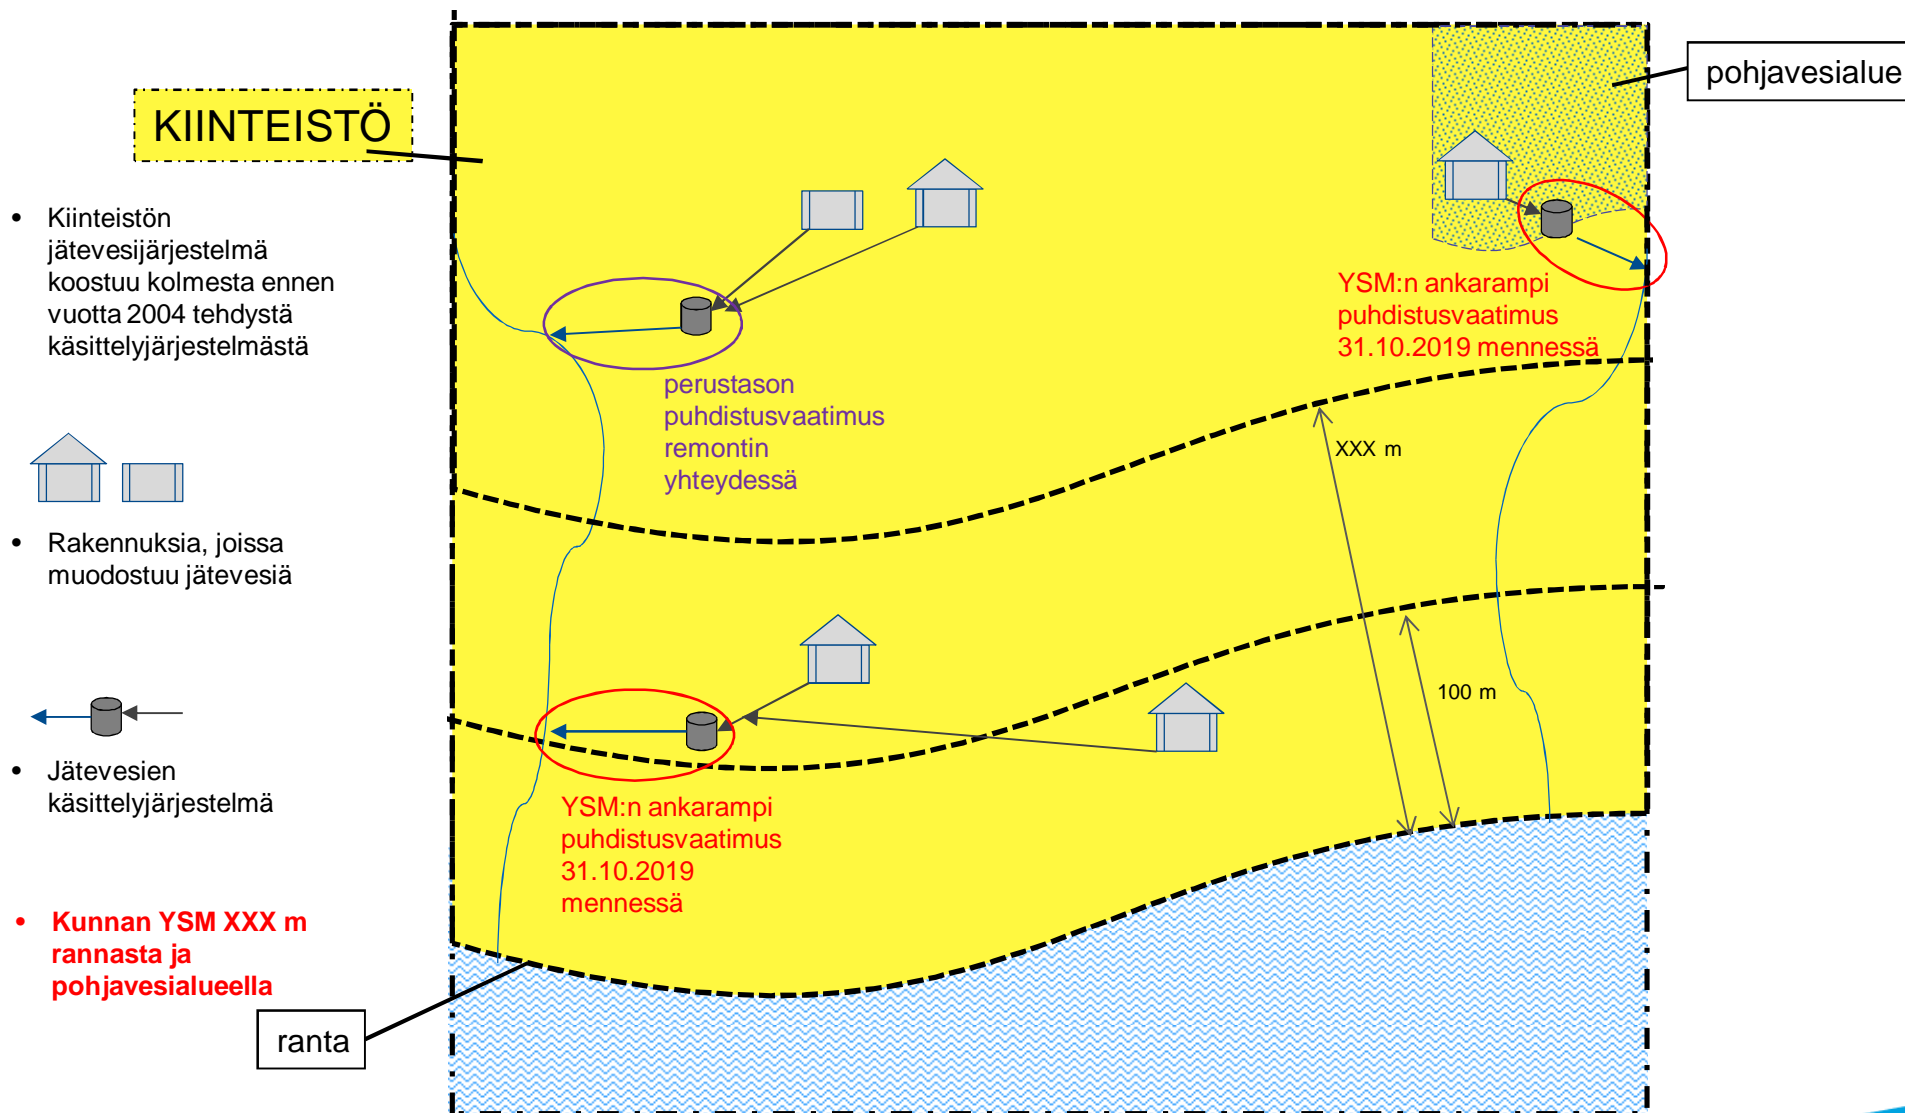 KIINTEISTÖ
pohjavesialue
• Kiinteistön
jätevesijärjestelmä
koostuu kolmesta ennen
vuotta 2004 tehdystä
käsittelyjärjestelmästä
• Rakennuksia, joissa
muodostuu jätevesiä
• Jätevesien
käsittelyjärjestelmä
• Kunnan YSM XXX m
rannasta ja
pohjavesialueella
ranta
perustason
puhdistusvaatimus
remontin
yhteydessä
YSM:n ankarampi
puhdistusvaatimus
31.10.2019 mennessä
XXX m
100 m
YSM:n ankarampi
puhdistusvaatimus
31.10.2019
mennessä